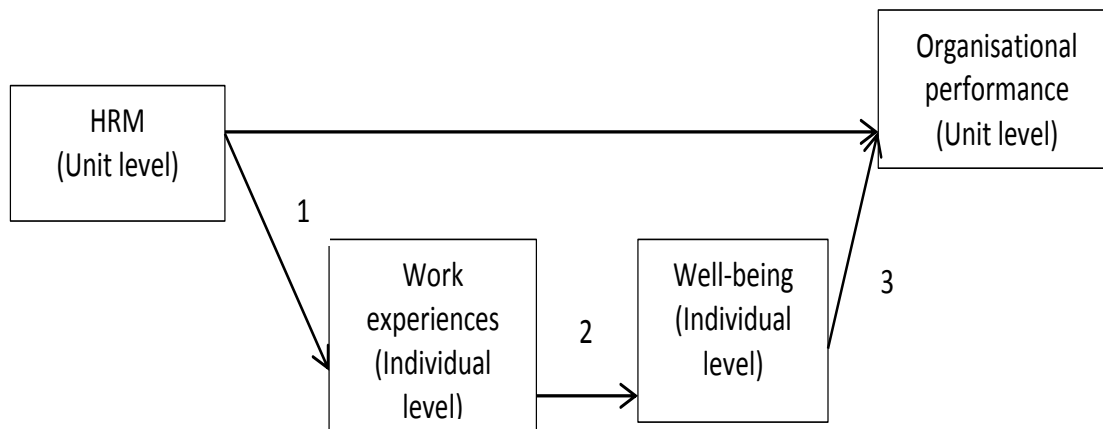 HRM
(Unit level)
Organisational
performance
(Unit level)
1
Work
experiences
(Individual
level)
2
Well-being
(Individual
level)
3